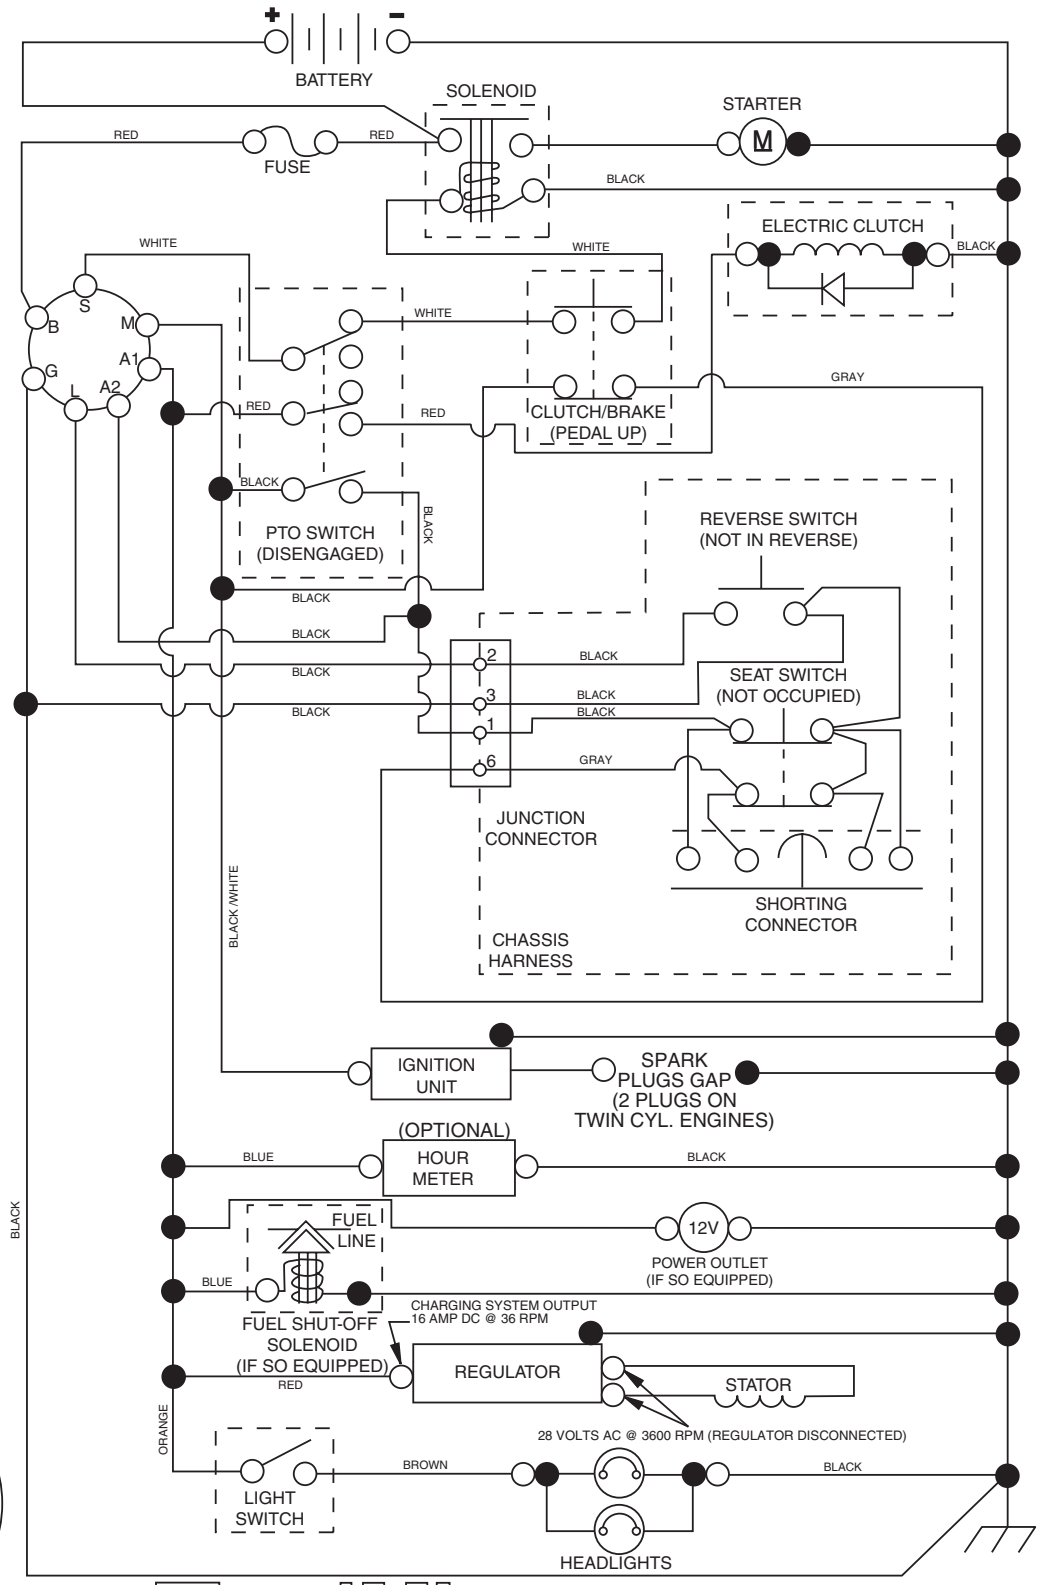 + -
BATTERY
SOLENOID
STARTER
RED
RED
FUSE
M
BLACK
ELECTRIC CLUTCH
BLACK
WHITE
WHITE
S
B
M
WHITE
A1
G
L
A2
GRAY
RED
RED
CLUTCH/BRAKE
(PEDAL UP)
BLACK
PTO SWITCH
(DISENGAGED)
BLACK
REVERSE SWITCH
(NOT IN REVERSE)
BLACK
BLACK
BLACK
2
BLACK
SEAT SWITCH
(NOT OCCUPIED)
3
BLACK
BLACK
BLACK
1
6
GRAY
JUNCTION
CONNECTOR
SHORTING
CONNECTOR
BLACK /WHITE
CHASSIS
HARNESS
IGNITION
UNIT
SPARK
PLUGS GAP
(2 PLUGS ON
TWIN CYL. ENGINES)
(OPTIONAL)
BLUE
HOUR
METER
BLACK
BLACK
FUEL
LINE
12V
POWER OUTLET
(IF SO EQUIPPED)
BLUE
FUEL SHUT-OFF
SOLENOID
(IF SO EQUIPPED)
CHARGING SYSTEM OUTPUT
16 AMP DC @ 36 RPM
RED
REGULATOR
STATOR
28 VOLTS AC @ 3600 RPM (REGULATOR DISCONNECTED)
ORANGE
LIGHT
SWITCH
BROWN
BLACK
HEADLIGHTS